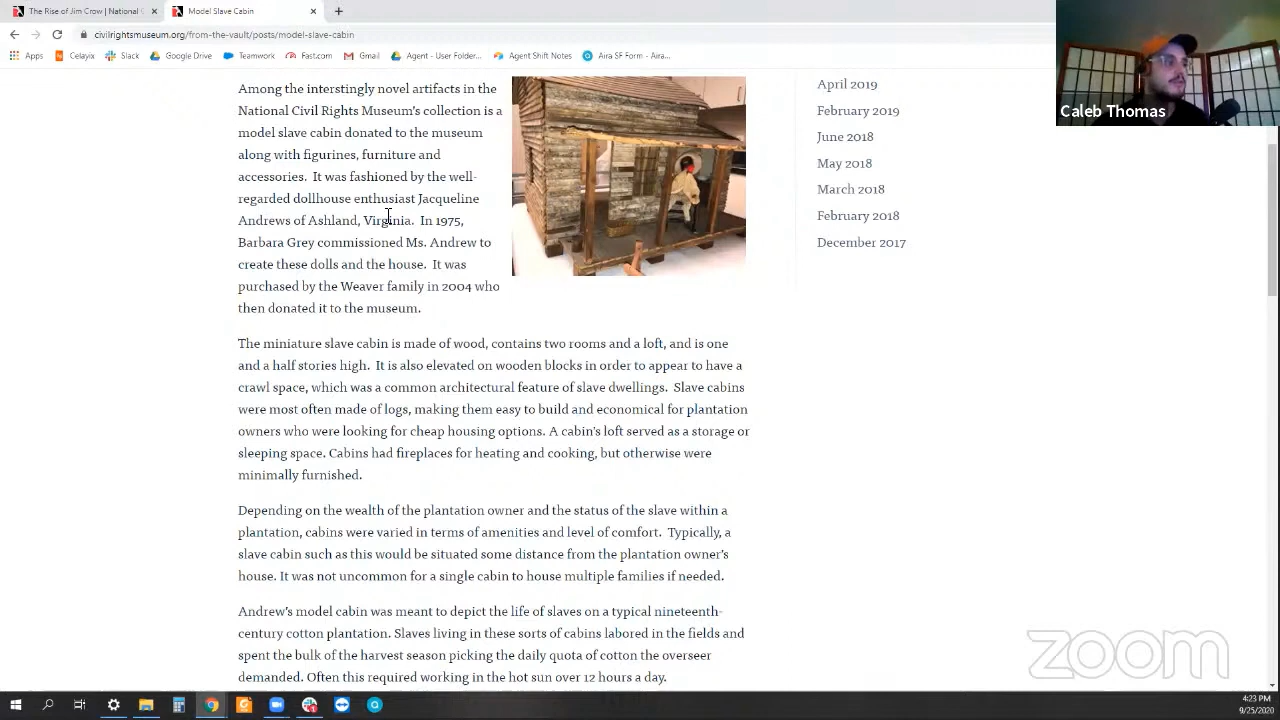 The Rise of Jim Crow | National C
Model Slave Cabin
civilrightsmuseum.org/from-the-vault/posts/model-slave-cabin
Apps
Celayix
Slack
Google Drive
Teamwork
Fast.com
Gmail
Agent - User Folder...
Agent Shift Notes
Aira SF Form - Aira...
Caleb Thomas
Among the interstingly novel artifacts in the
National Civil Rights Museum's collection is a
model slave cabin donated to the museum
along with figurines, furniture and
accessories.  It was fashioned by the well-
regarded dollhouse enthusiast Jacqueline
Andrews of Ashland, Virginia.  In 1975,
Barbara Grey commissioned Ms. Andrew to
create these dolls and the house.  It was
purchased by the Weaver family in 2004 who
then donated it to the museum.
The miniature slave cabin is made of wood, contains two rooms and a loft, and is one
and a half stories high.  It is also elevated on wooden blocks in order to appear to have a
crawl space, which was a common architectural feature of slave dwellings.  Slave cabins
were most often made of logs, making them easy to build and economical for plantation
owners who were looking for cheap housing options. A cabin's loft served as a storage or
sleeping space. Cabins had fireplaces for heating and cooking, but otherwise were
minimally furnished.
Depending on the wealth of the plantation owner and the status of the slave within a
plantation, cabins were varied in terms of amenities and level of comfort.  Typically, a
slave cabin such as this would be situated some distance from the plantation owner's
house. It was not uncommon for a single cabin to house multiple families if needed.
Andrew's model cabin was meant to depict the life of slaves on a typical nineteenth-
century cotton plantation. Slaves living in these sorts of cabins labored in the fields and
spent the bulk of the harvest season picking the daily quota of cotton the overseer
demanded. Often this required working in the hot sun over 12 hours a day.
April 2019
February 2019
June 2018
May 2018
March 2018
February 2018
December 2017
zoom
4:23 PM
9/25/2020